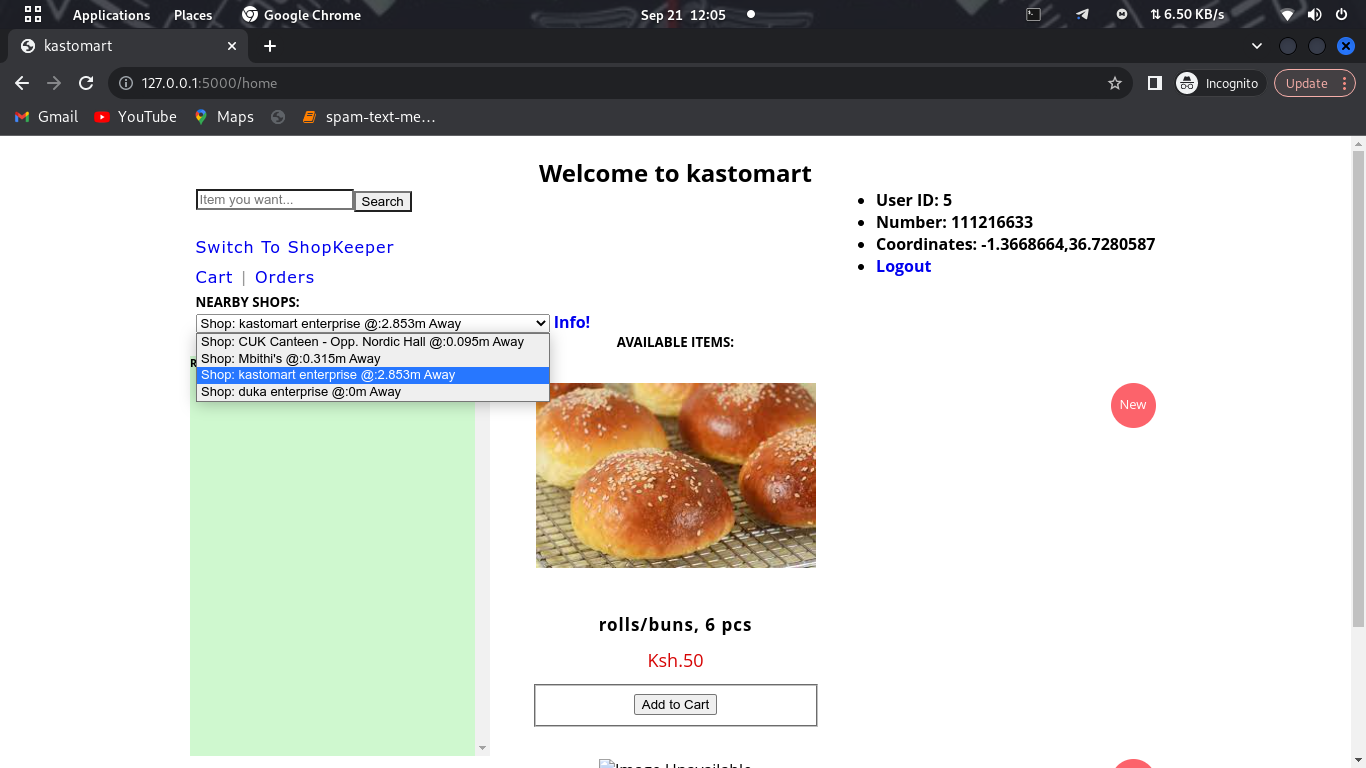 Applications Places Google Chrome Sep 21 12:05 6.50 KB/s
kastomart
127.0.0.1:5000/home Incognito Update
Gmail YouTube Maps spam-text-me…
Welcome to kastomart
Item you want... Search
User ID: 5
Number: 111216633
Coordinates: -1.3668664,36.7280587
Logout
Switch To ShopKeeper
Cart | Orders
NEARBY SHOPS:
Shop: kastomart enterprise @:2.853m Away Info!
Shop: CUK Canteen - Opp. Nordic Hall @:0.095m Away
Shop: Mbithi's @:0.315m Away
Shop: kastomart enterprise @:2.853m Away
Shop: duka enterprise @:0m Away
AVAILABLE ITEMS:
New
rolls/buns, 6 pcs
Ksh.50
Add to Cart
Image Unavailable